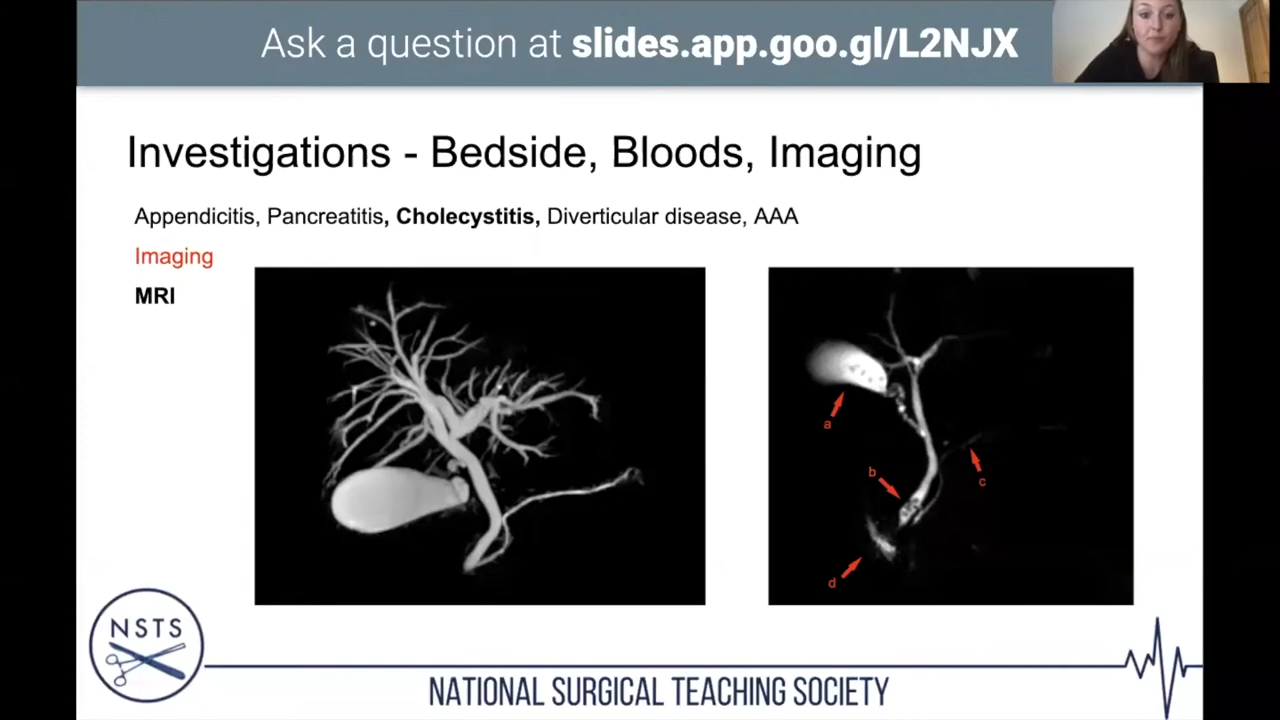 Ask a question at slides.app.goo.gl/L2NJX
Investigations - Bedside, Bloods, Imaging
Appendicitis, Pancreatitis, Cholecystitis, Diverticular disease, AAA
Imaging
MRI
a
b
c
d
NSTS
NATIONAL SURGICAL TEACHING SOCIETY